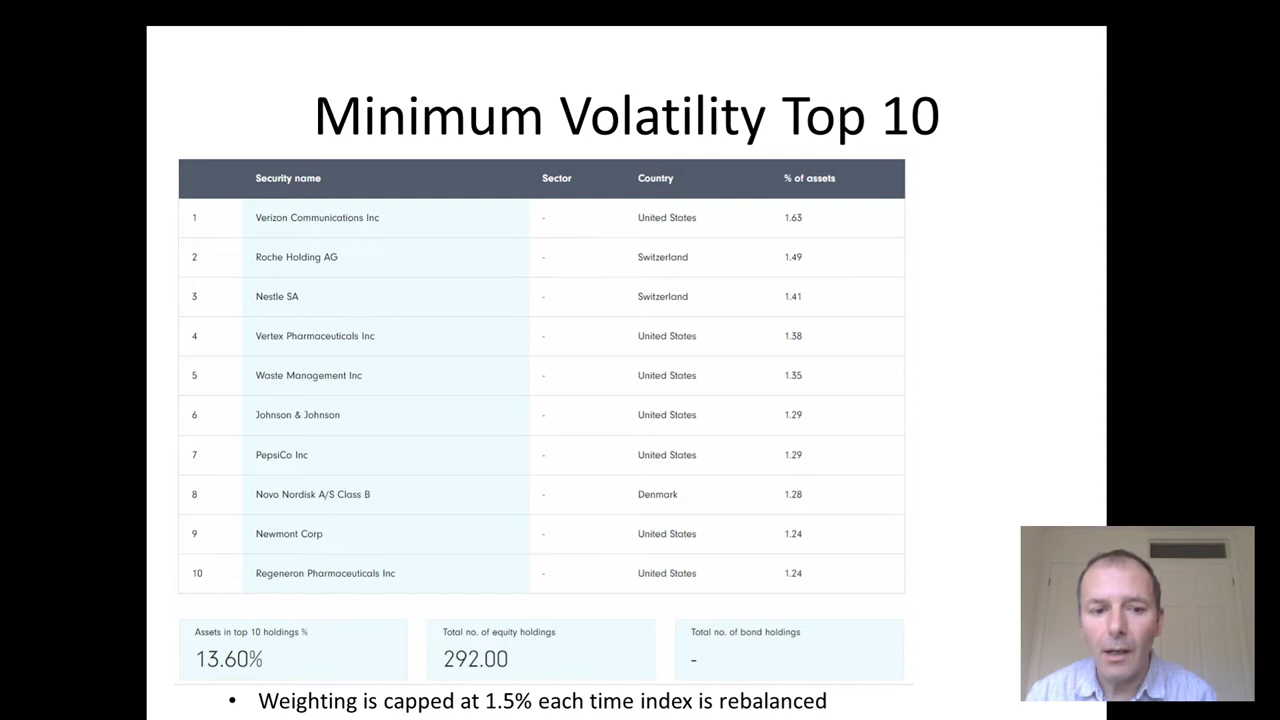 Minimum Volatility Top 10
Security name Sector Country % of assets
1 Verizon Communications Inc - United States 1.63
2 Roche Holding AG - Switzerland 1.49
3 Nestle SA - Switzerland 1.41
4 Vertex Pharmaceuticals Inc - United States 1.38
5 Waste Management Inc - United States 1.35
6 Johnson & Johnson - United States 1.29
7 PepsiCo Inc - United States 1.29
8 Novo Nordisk A/S Class B - Denmark 1.28
9 Newmont Corp - United States 1.24
10 Regeneron Pharmaceuticals Inc - United States 1.24
Assets in top 10 holdings % Total no. of equity holdings Total no. of bond holdings
13.60% 292.00 -
• Weighting is capped at 1.5% each time index is rebalanced